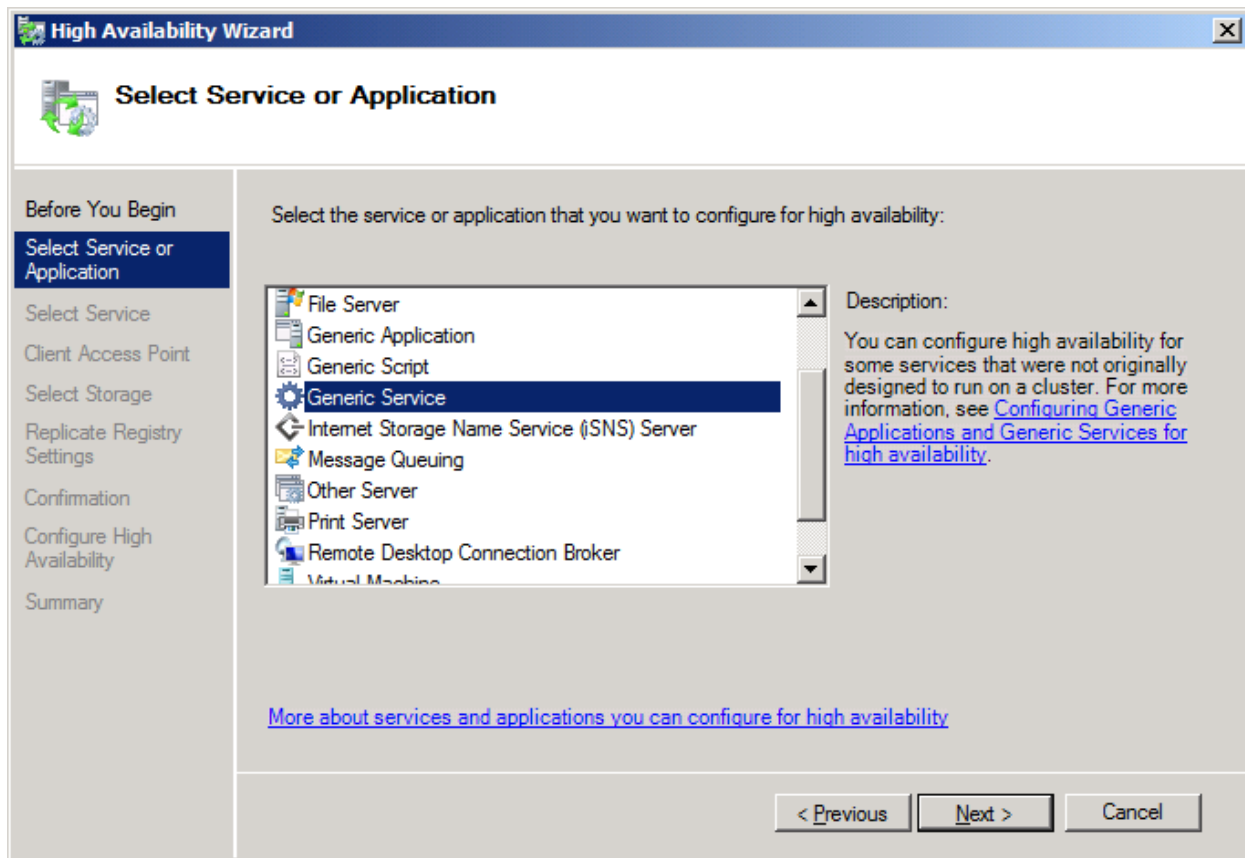 High Availability Wizard
Select Service or Application
Before You Begin
Select Service or
Application
Select Service
Client Access Point
Select Storage
Replicate Registry
Settings
Confirmation
Configure High
Availability
Summary
Select the service or application that you want to configure for high availability:
File Server
Generic Application
Generic Script
Generic Service
Internet Storage Name Service (iSNS) Server
Message Queuing
Other Server
Print Server
Remote Desktop Connection Broker
Virtual Machine
Description:
You can configure high availability for
some services that were not originally
designed to run on a cluster. For more
information, see Configuring Generic
Applications and Generic Services for
high availability.
More about services and applications you can configure for high availability
< Previous
Next >
Cancel